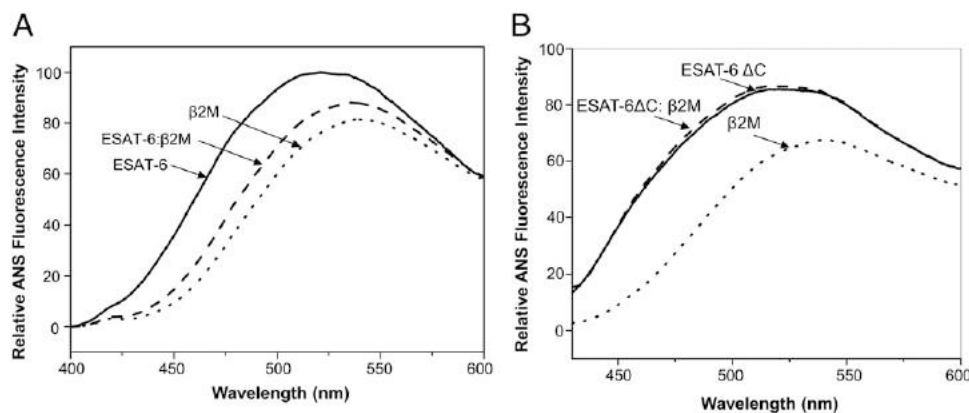 A
Relative ANS Fluorescence Intensity
100
80
60
40
20
0
β2M
ESAT-6:β2M
ESAT-6
400
450
500
550
600
Wavelength (nm)
B
Relative ANS Fluorescence Intensity
100
80
60
40
20
0
ESAT-6 ΔC
ESAT-6ΔC: β2M
β2M
450
500
550
600
Wavelength (nm)